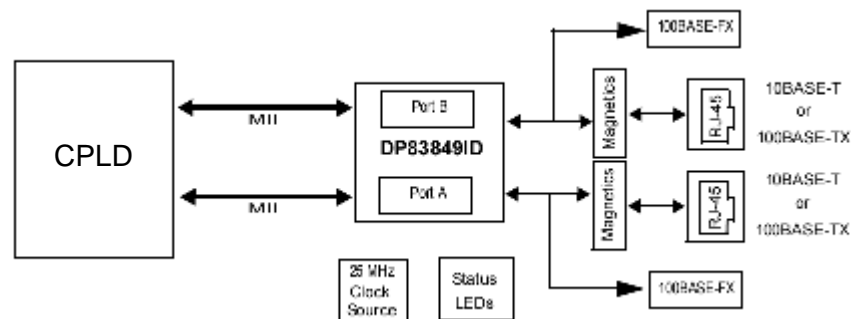 100BASE-FX
CPLD
MII
Port B
DP83849ID
Port A
MII
Magnetics
RJ-45
10BASE-T
or
100BASE-TX
Magnetics
RJ-45
10BASE-T
or
100BASE-TX
25 MHz
Clock
Source
Status
LEDs
100BASE-FX